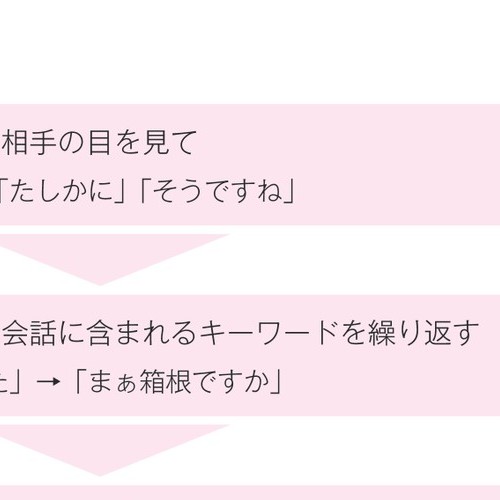 相手の目を見て
「たしかに」「そうですね」
会話に含まれるキーワードを繰り返す
た」→「まぁ箱根ですか」